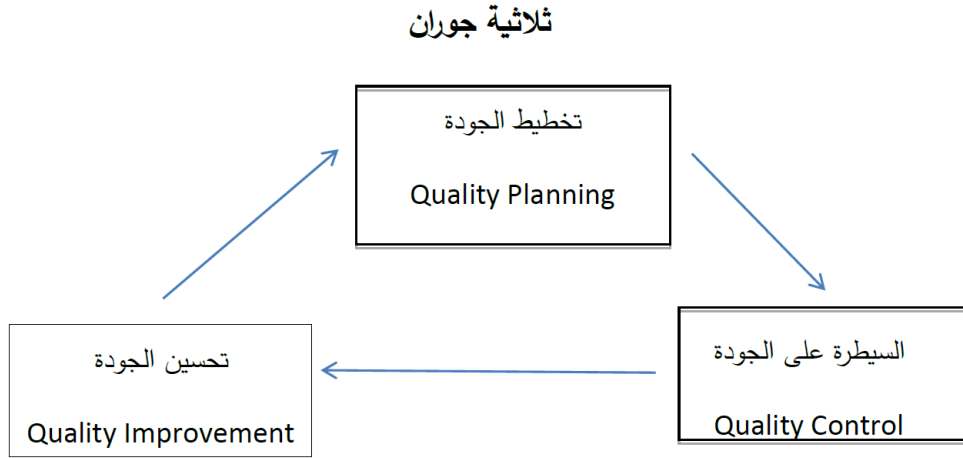 ثلاثية جوران
تخطيط الجودة
Quality Planning
السيطرة على الجودة
Quality Control
تحسين الجودة
Quality Improvement